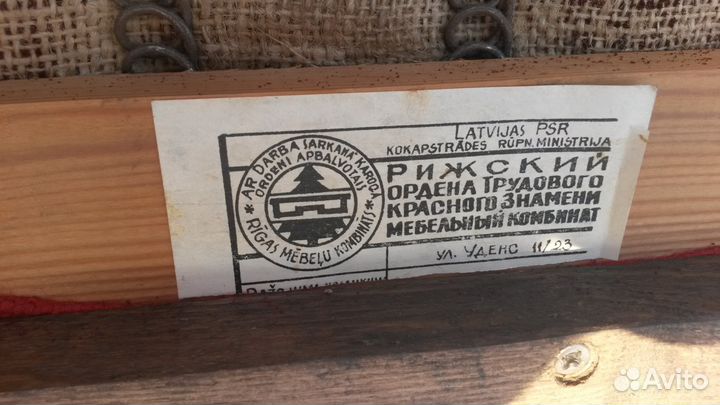 LATVIJAS PSR
KOKAPSTRĀDES RŪPN. MINISTRIJA
AR DARBA SARKANĀ KAROGA
ORDENI APBALVOTAIS
RĪGAS MĒBEĻU KOMBINĀTS
РИЖСКИЙ
ОРДЕНА ТРУДОВОГО
КРАСНОГО ЗНАМЕНИ
МЕБЕЛЬНЫЙ КОМБИНАТ
УЛ. УДЕНС 11/23
Avito